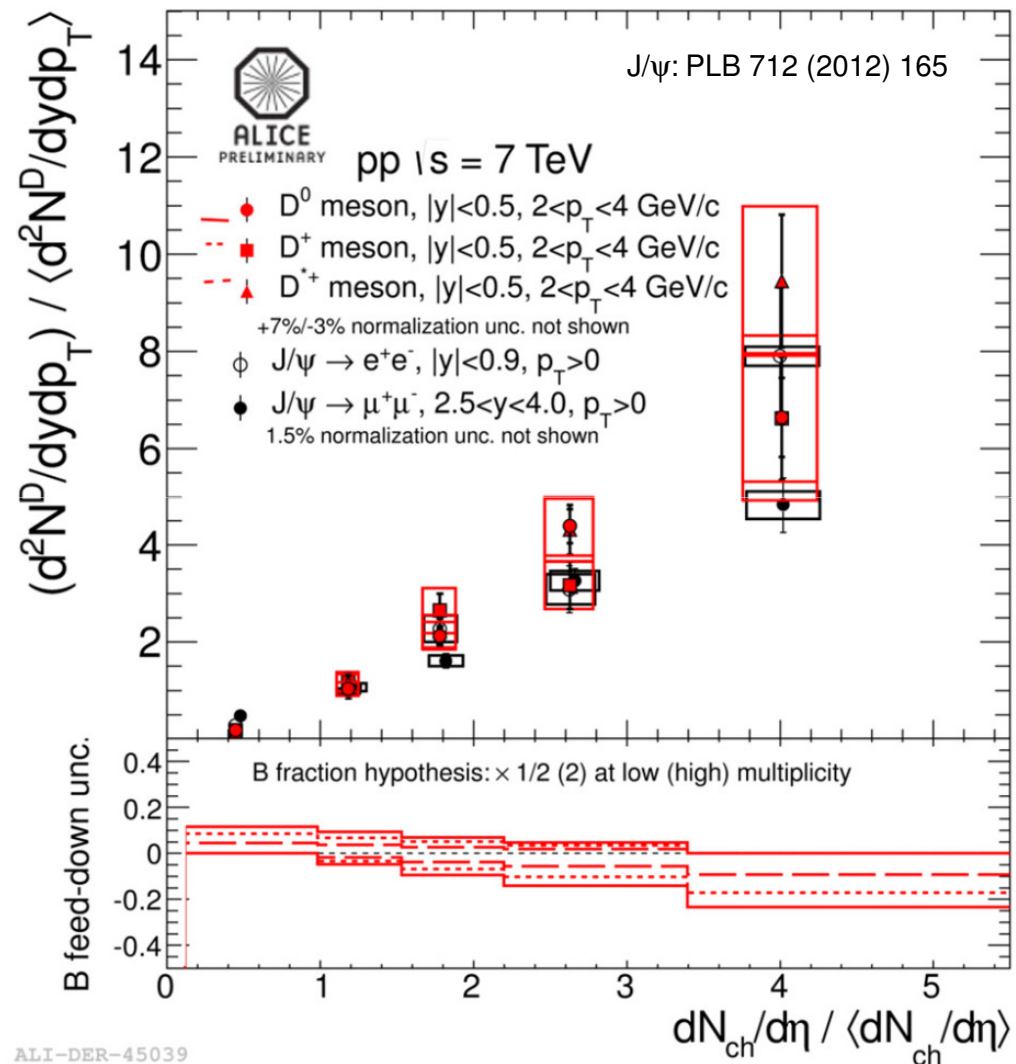 (d²Nᴰ/dydp_T) / ⟨d²Nᴰ/dydp_T⟩
14
12
10
8
6
4
2
J/ψ: PLB 712 (2012) 165
ALICE
PRELIMINARY
pp √s = 7 TeV
D⁰ meson, |y|<0.5, 2<p_T<4 GeV/c
D⁺ meson, |y|<0.5, 2<p_T<4 GeV/c
D*⁺ meson, |y|<0.5, 2<p_T<4 GeV/c
+7%/-3% normalization unc. not shown
J/ψ → e⁺e⁻, |y|<0.9, p_T>0
J/ψ → μ⁺μ⁻, 2.5<y<4.0, p_T>0
1.5% normalization unc. not shown
B feed-down unc.
0.4
0.2
0
-0.2
-0.4
B fraction hypothesis: × 1/2 (2) at low (high) multiplicity
0 1 2 3 4 5
dN_ch/dη / ⟨dN_ch/dη⟩
ALI-DER-45039